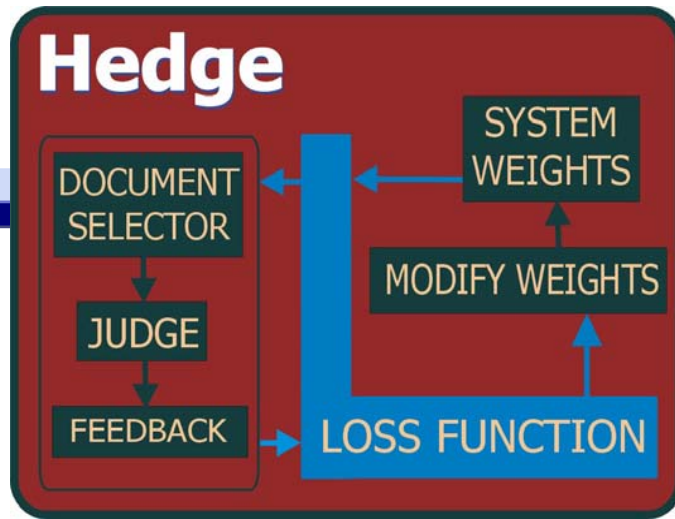 Hedge
DOCUMENT
SELECTOR
JUDGE
FEEDBACK
SYSTEM
WEIGHTS
MODIFY WEIGHTS
LOSS FUNCTION